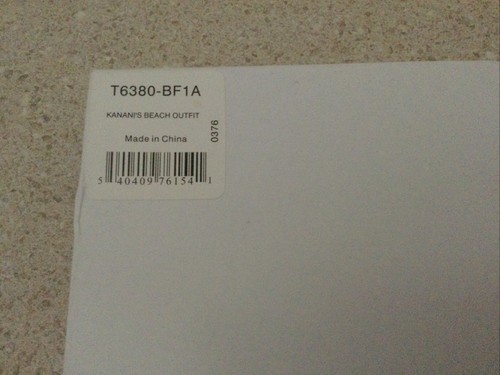 T6380-BF1A
KANANI'S BEACH OUTFIT
0376
Made in China
5 40409 76154 1